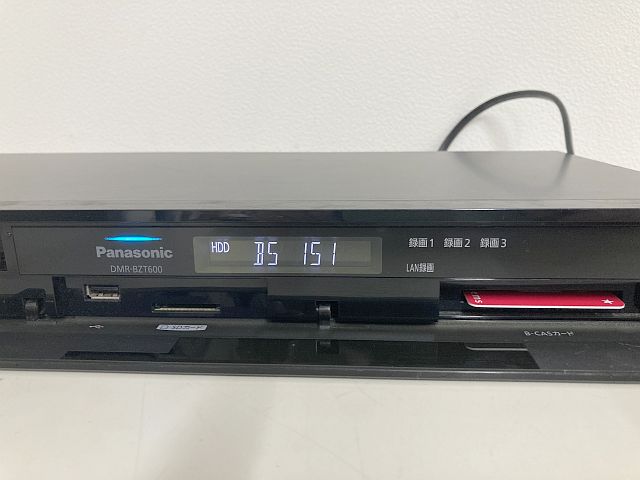 Panasonic
DMR-BZT600
HDD BS 151
録画1 録画2 録画3
LAN録画
SDカード
B-CASカード